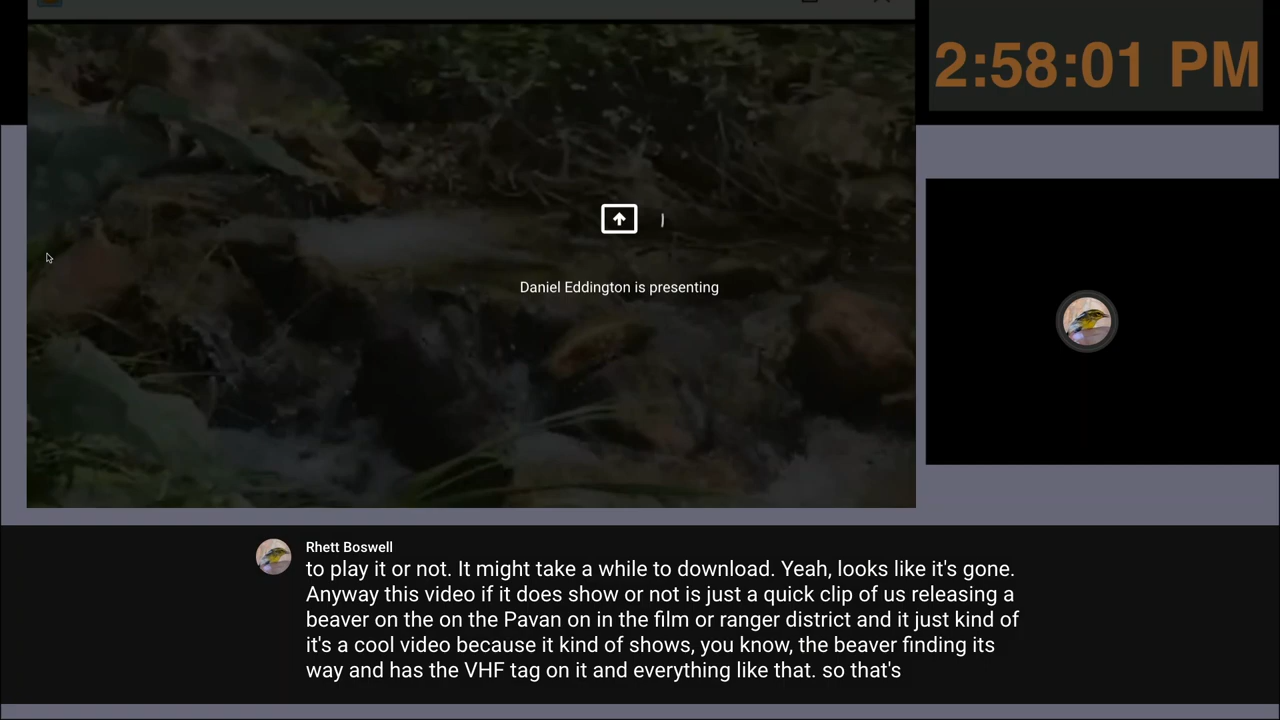 2:58:01 PM
Daniel Eddington is presenting
Rhett Boswell
to play it or not. It might take a while to download. Yeah, looks like it's gone.
Anyway this video if it does show or not is just a quick clip of us releasing a
beaver on the on the Pavan on in the film or ranger district and it just kind of
it's a cool video because it kind of shows, you know, the beaver finding its
way and has the VHF tag on it and everything like that. so that's